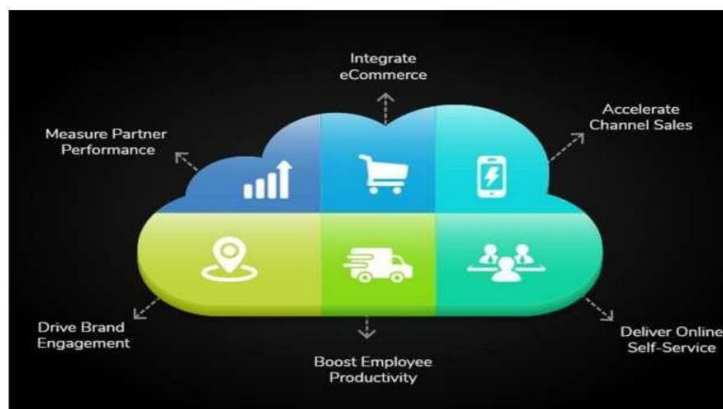 Integrate
eCommerce
Accelerate
Channel Sales
Measure Partner
Performance
Drive Brand
Engagement
Boost Employee
Productivity
Deliver Online
Self-Service